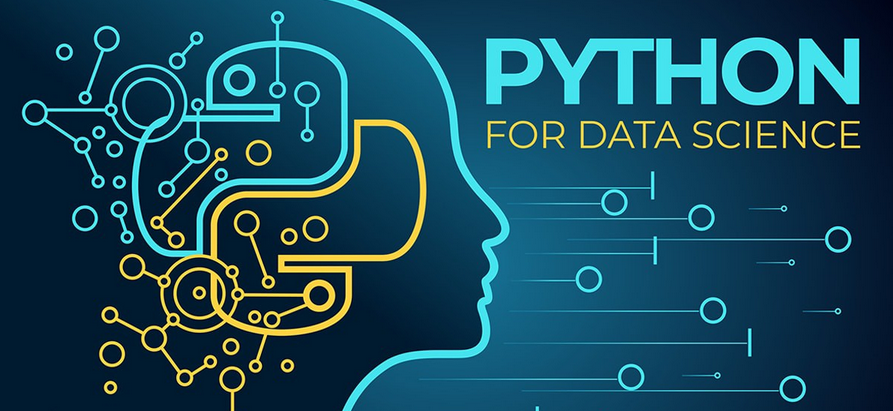 PYTHON
FOR DATA SCIENCE